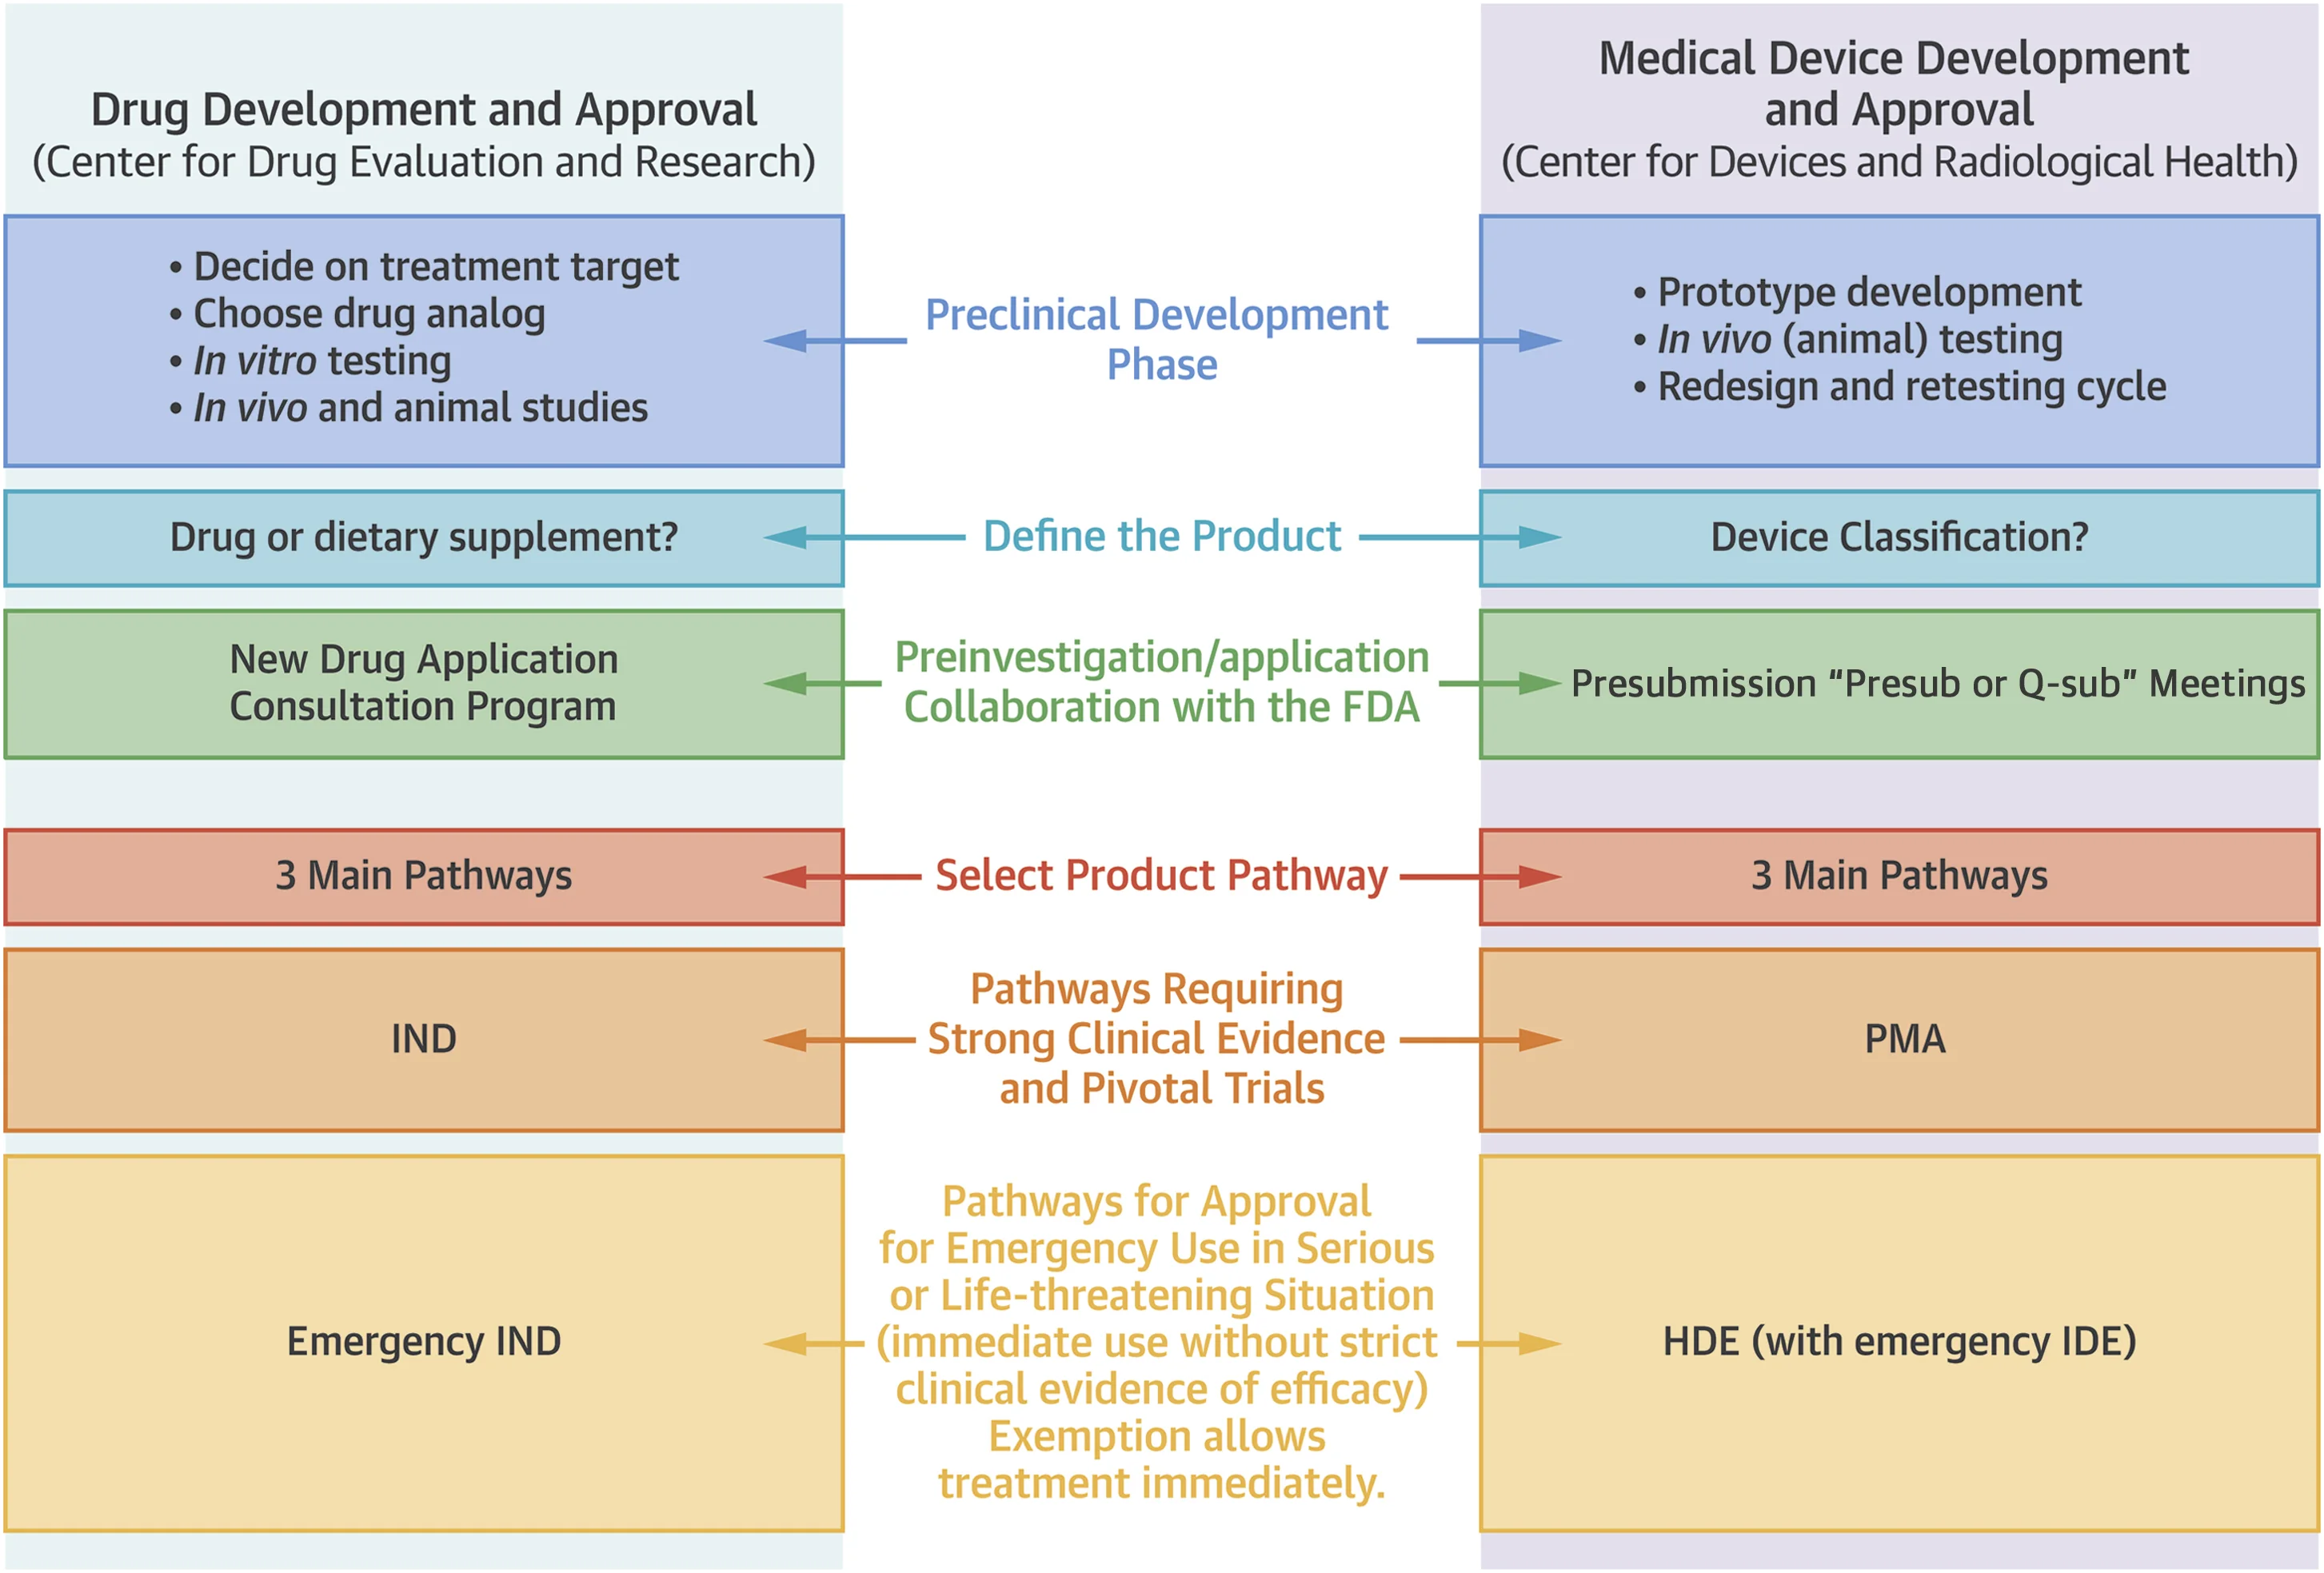 Drug Development and Approval
(Center for Drug Evaluation and Research)
Medical Device Development
and Approval
(Center for Devices and Radiological Health)
• Decide on treatment target
• Choose drug analog
• In vitro testing
• In vivo and animal studies
Preclinical Development
Phase
• Prototype development
• In vivo (animal) testing
• Redesign and retesting cycle
Drug or dietary supplement?
Define the Product
Device Classification?
New Drug Application
Consultation Program
Preinvestigation/application
Collaboration with the FDA
Presubmission “Presub or Q-sub” Meetings
3 Main Pathways
Select Product Pathway
3 Main Pathways
IND
Pathways Requiring
Strong Clinical Evidence
and Pivotal Trials
PMA
Emergency IND
Pathways for Approval
for Emergency Use in Serious
or Life-threatening Situation
(immediate use without strict
clinical evidence of efficacy)
Exemption allows
treatment immediately.
HDE (with emergency IDE)